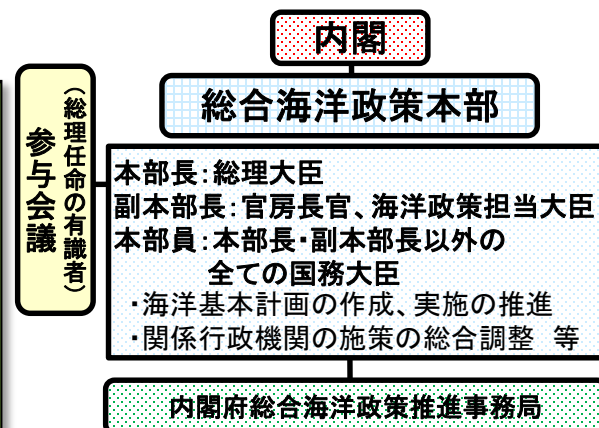 内閣
総合海洋政策本部
(総理任命の有識者)
参与会議
本部長:総理大臣
副本部長:官房長官、海洋政策担当大臣
本部員:本部長・副本部長以外の
全ての国務大臣
・海洋基本計画の作成、実施の推進
・関係行政機関の施策の総合調整 等
内閣府総合海洋政策推進事務局